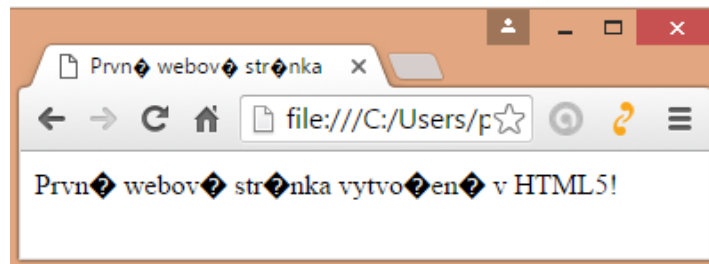 Prvn� webov� str�nka
file:///C:/Users/p
Prvn� webov� str�nka vytvo�en� v HTML5!